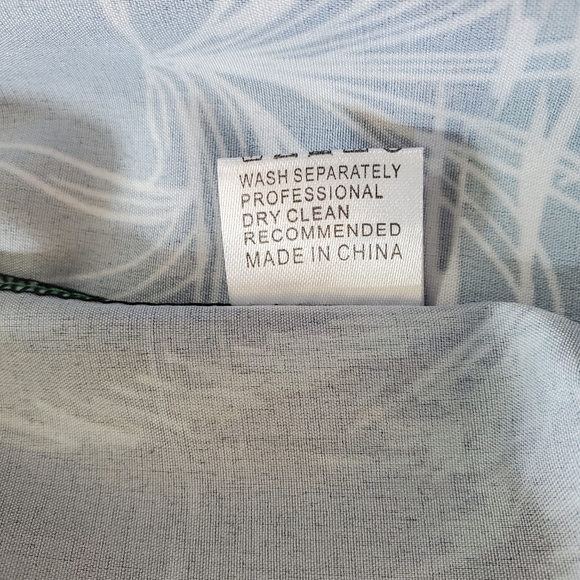 WASH SEPARATELY
PROFESSIONAL
DRY CLEAN
RECOMMENDED
MADE IN CHINA